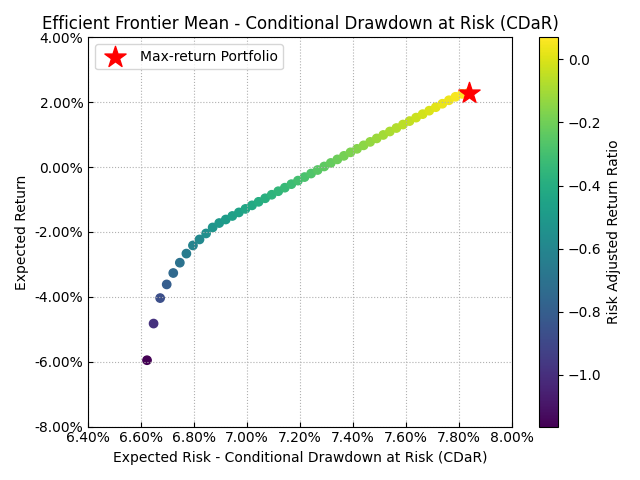 Efficient Frontier Mean - Conditional Drawdown at Risk (CDaR)
Max-return Portfolio
4.00%
2.00%
0.00%
-2.00%
-4.00%
-6.00%
-8.00%
Expected Return
6.40% 6.60% 6.80% 7.00% 7.20% 7.40% 7.60% 7.80% 8.00%
Expected Risk - Conditional Drawdown at Risk (CDaR)
0.0
−0.2
−0.4
−0.6
−0.8
−1.0
Risk Adjusted Return Ratio